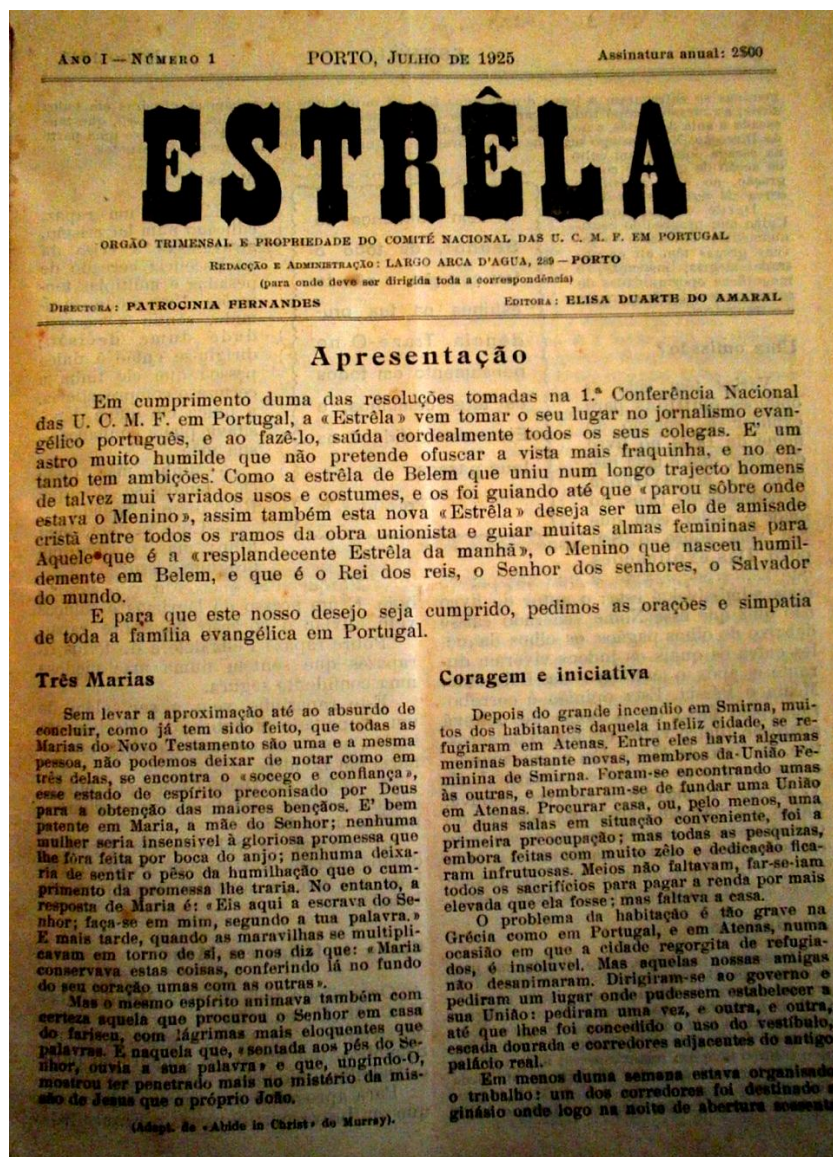 ANO I — NÚMERO 1
PORTO, JULHO DE 1925
Assinatura anual: 2$00
ESTRÊLA
ORGÃO TRIMENSAL E PROPRIEDADE DO COMITÉ NACIONAL DAS U. C. M. F. EM PORTUGAL
REDACÇÃO E ADMINISTRAÇÃO: LARGO ARCA D'AGUA, 289 — PORTO
(para onde deve ser dirigida toda a correspondência)
DIRECTORA: PATROCINIA FERNANDES
EDITORA: ELISA DUARTE DO AMARAL
Apresentação
Em cumprimento duma das resoluções tomadas na 1.ª Conferência Nacional
das U. C. M. F. em Portugal, a «Estrêla» vem tomar o seu lugar no jornalismo evan-
gélico português, e ao fazê-lo, saúda cordealmente todos os seus colegas. E' um
astro muito humilde que não pretende ofuscar a vista mais fraquinha, e no en-
tanto tem ambições. Como a estrêla de Belem que uniu num longo trajecto homens
de talvez mui variados usos e costumes, e os foi guiando até que «parou sôbre onde
estava o Menino», assim também esta nova «Estrêla» deseja ser um elo de amisade
cristã entre todos os ramos da obra unionista e guiar muitas almas femininas para
Aquele que é a «resplandecente Estrêla da manhã», o Menino que nasceu humil-
demente em Belem, e que é o Rei dos reis, o Senhor dos senhores, o Salvador
do mundo.
E paça que este nosso desejo seja cumprido, pedimos as orações e simpatia
de toda a família evangélica em Portugal.
Três Marias
Sem levar a aproximação até ao absurdo de
concluir, como já tem sido feito, que todas as
Marias do Novo Testamento são uma e a mesma
pessoa, não podemos deixar de notar como em
três delas, se encontra o «socego e confiança»,
esse estado de espírito preconisado por Deus
para a obtenção das maiores bençãos. E' bem
patente em Maria, a mãe do Senhor; nenhuma
mulher seria insensivel à gloriosa promessa que
lhe fôra feita por boca do anjo; nenhuma deixa-
ria de sentir o pêso da humilhação que o cum-
primento da promessa lhe traria. No entanto, a
resposta de Maria é: «Eis aqui a escrava do Se-
nhor; faça-se em mim, segundo a tua palavra.»
E mais tarde, quando as maravilhas se multipli-
cavam em torno de si, se nos diz que: «Maria
conservava estas coisas, conferindo lá no fundo
do seu coração umas com as outras».
Mas o mesmo espírito animava também com
certeza aquela que procurou o Senhor em casa
do fariseu, com lágrimas mais eloquentes que
palavras. E naquela que, «sentada aos pés do Se-
nhor, ouvia a sua palavra» e que, ungindo-O,
mostrou ter penetrado mais no mistério da mis-
são de Jesus que o próprio João.
(Adapt. de «Abide in Christ» de Murray).
Coragem e iniciativa
Depois do grande incendio em Smirna, mui-
tos dos habitantes daquela infeliz cidade, se re-
fugiaram em Atenas. Entre eles havia algumas
meninas bastante novas, membros da União Fe-
minina de Smirna. Foram-se encontrando umas
às outras, e lembraram-se de fundar uma União
em Atenas. Procurar casa, ou, pelo menos, uma
ou duas salas em situação conveniente, foi a
primeira preocupação; mas todas as pesquizas,
embora feitas com muito zêlo e dedicação fica-
ram infrutuosas. Meios não faltavam, far-se-iam
todos os sacrifícios para pagar a renda por mais
elevada que ela fosse; mas faltava a casa.
O problema da habitação é tão grave na
Grécia como em Portugal, e em Atenas, numa
ocasião em que a cidade regorgita de refugia-
dos, é insoluvel. Mas aquelas nossas amigas
não desanimaram. Dirigiram-se ao governo e
pediram um lugar onde pudessem estabelecer a
sua União: pediram uma vez, e outra, e outra,
até que lhes foi concedido o uso do vestíbulo,
escada dourada e corredores adjacentes do antigo
palácio real.
Em menos duma semana estava organisado
o trabalho: um dos corredores foi destinado a
ginásio onde logo na noite de abertura